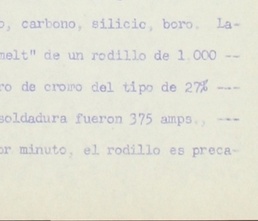 o, carbono, silicic, boro. La-
melt" de un rodillo de 1.000 --
ro de cromo del tipo de 27% ---
soldadura fueron 375 amps., ---
or minuto, el rodillo es preca-